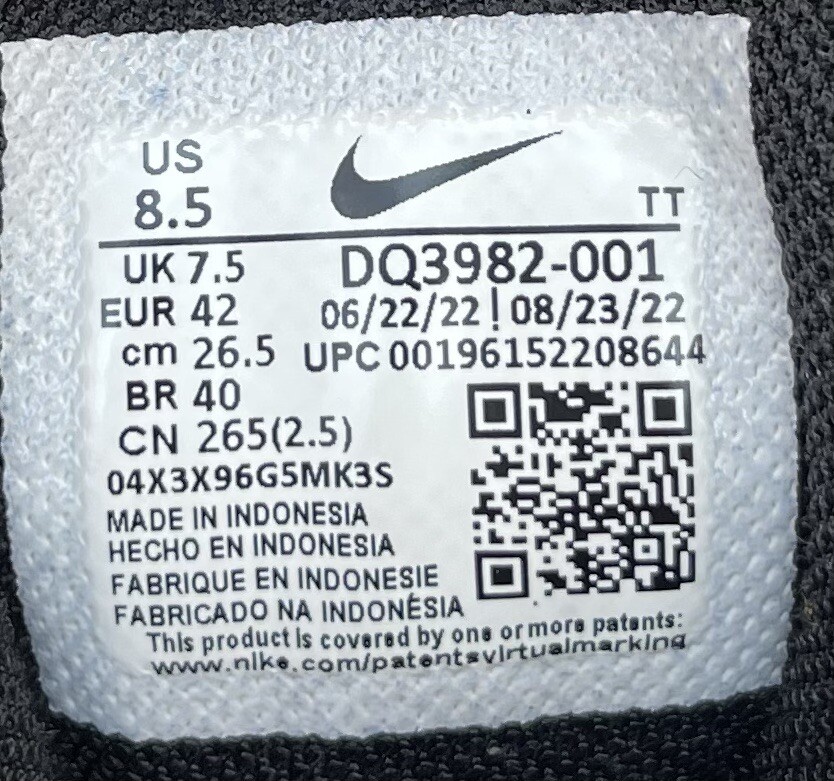 US
8.5
TT
UK 7.5
DQ3982-001
EUR 42
06/22/22 | 08/23/22
cm 26.5
UPC 00196152208644
BR 40
CN 265(2.5)
04X3X96G5MK3S
MADE IN INDONESIA
HECHO EN INDONESIA
FABRIQUE EN INDONESIE
FABRICADO NA INDONÉSIA
This product is covered by one or more patents:
www.nike.com/patentsvirtualmarking